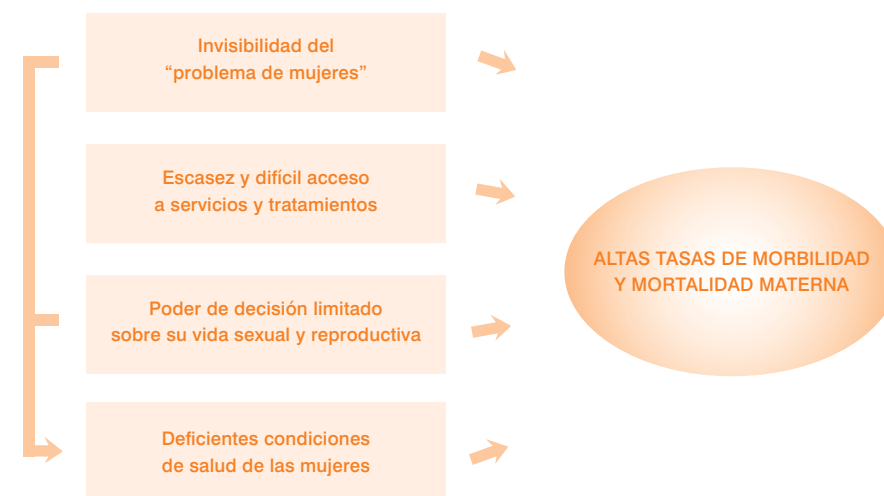 Invisibilidad del
“problema de mujeres”
Escasez y difícil acceso
a servicios y tratamientos
Poder de decisión limitado
sobre su vida sexual y reproductiva
Deficientes condiciones
de salud de las mujeres
ALTAS TASAS DE MORBILIDAD
Y MORTALIDAD MATERNA